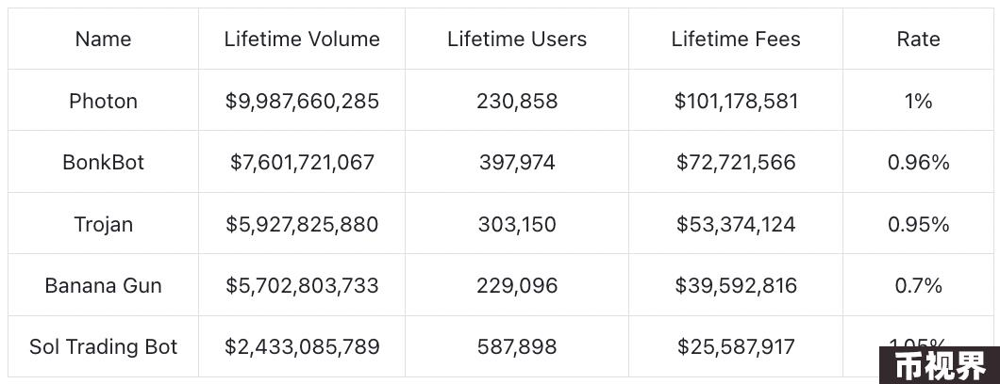 Name Lifetime Volume Lifetime Users Lifetime Fees Rate
Photon $9,987,660,285 230,858 $101,178,581 1%
BonkBot $7,601,721,067 397,974 $72,721,566 0.96%
Trojan $5,927,825,880 303,150 $53,374,124 0.95%
Banana Gun $5,702,803,733 229,096 $39,592,816 0.7%
Sol Trading Bot $2,433,085,789 587,898 $25,587,917 1.05%
币视界